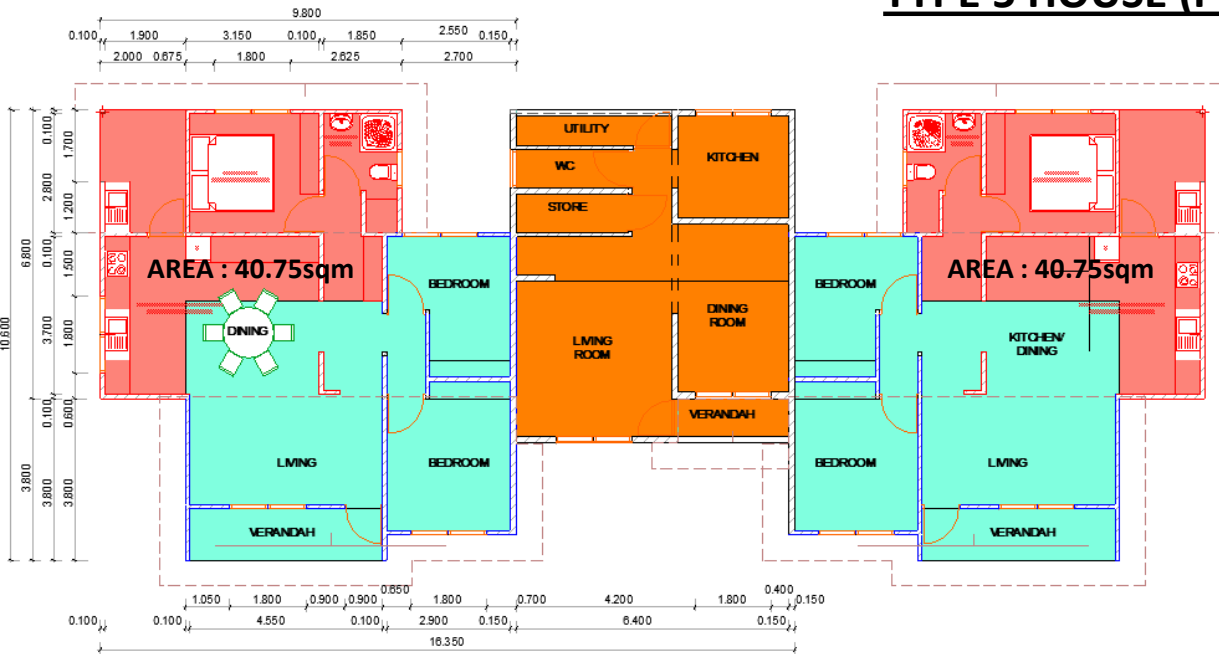 TYPE 5 HOUSE (P
9.800
0.100 1.900 3.150 0.100 1.850 2.550 0.150
2.000 0.675 1.800 2.625 2.700
10.600
6.800
3.800
0.100
2.800
0.100
3.700
0.100
3.800
1.700
1.200
1.500
1.800
0.600
3.800
UTILITY
WC
STORE
KITCHEN
AREA : 40.75sqm
BEDROOM
DINING
LIVING
ROOM
DINING
ROOM
VERANDAH
LIVING
BEDROOM
VERANDAH
BEDROOM
AREA : 40.75sqm
KITCHEN/
DINING
BEDROOM
LIVING
VERANDAH
1.050 1.800 0.900 0.900 0.650 1.800 0.700 4.200 1.800 0.400 0.150
0.100 0.100 4.550 0.100 2.900 0.150 6.400 0.150
16.350